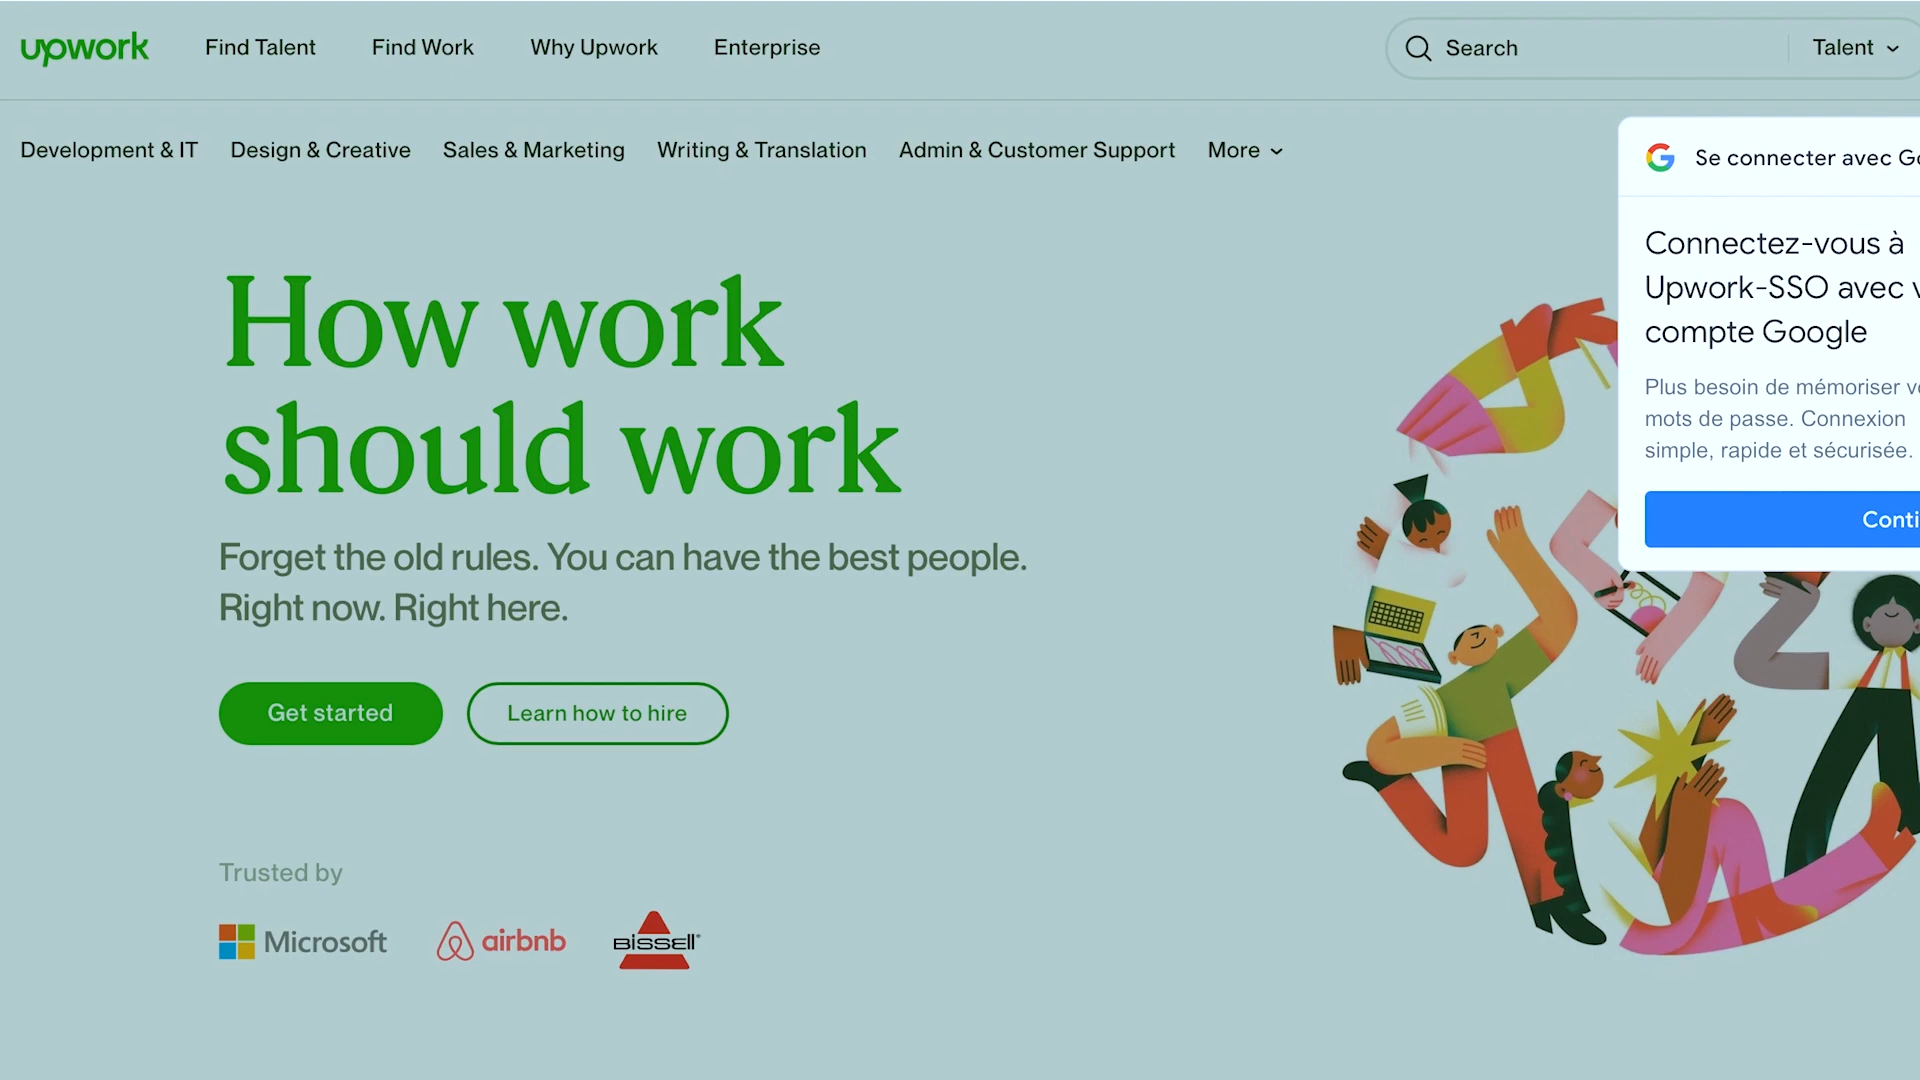 upwork
Find Talent
Find Work
Why Upwork
Enterprise
Search
Talent
Development & IT
Design & Creative
Sales & Marketing
Writing & Translation
Admin & Customer Support
More
Se connecter avec
Connectez-vous à
Upwork-SSO avec
compte Google
Plus besoin de mémoriser
mots de passe. Connexion
simple, rapide et sécurisée.
How work
should work
Forget the old rules. You can have the best people.
Right now. Right here.
Get started
Learn how to hire
Trusted by
Microsoft
airbnb
BISSELL